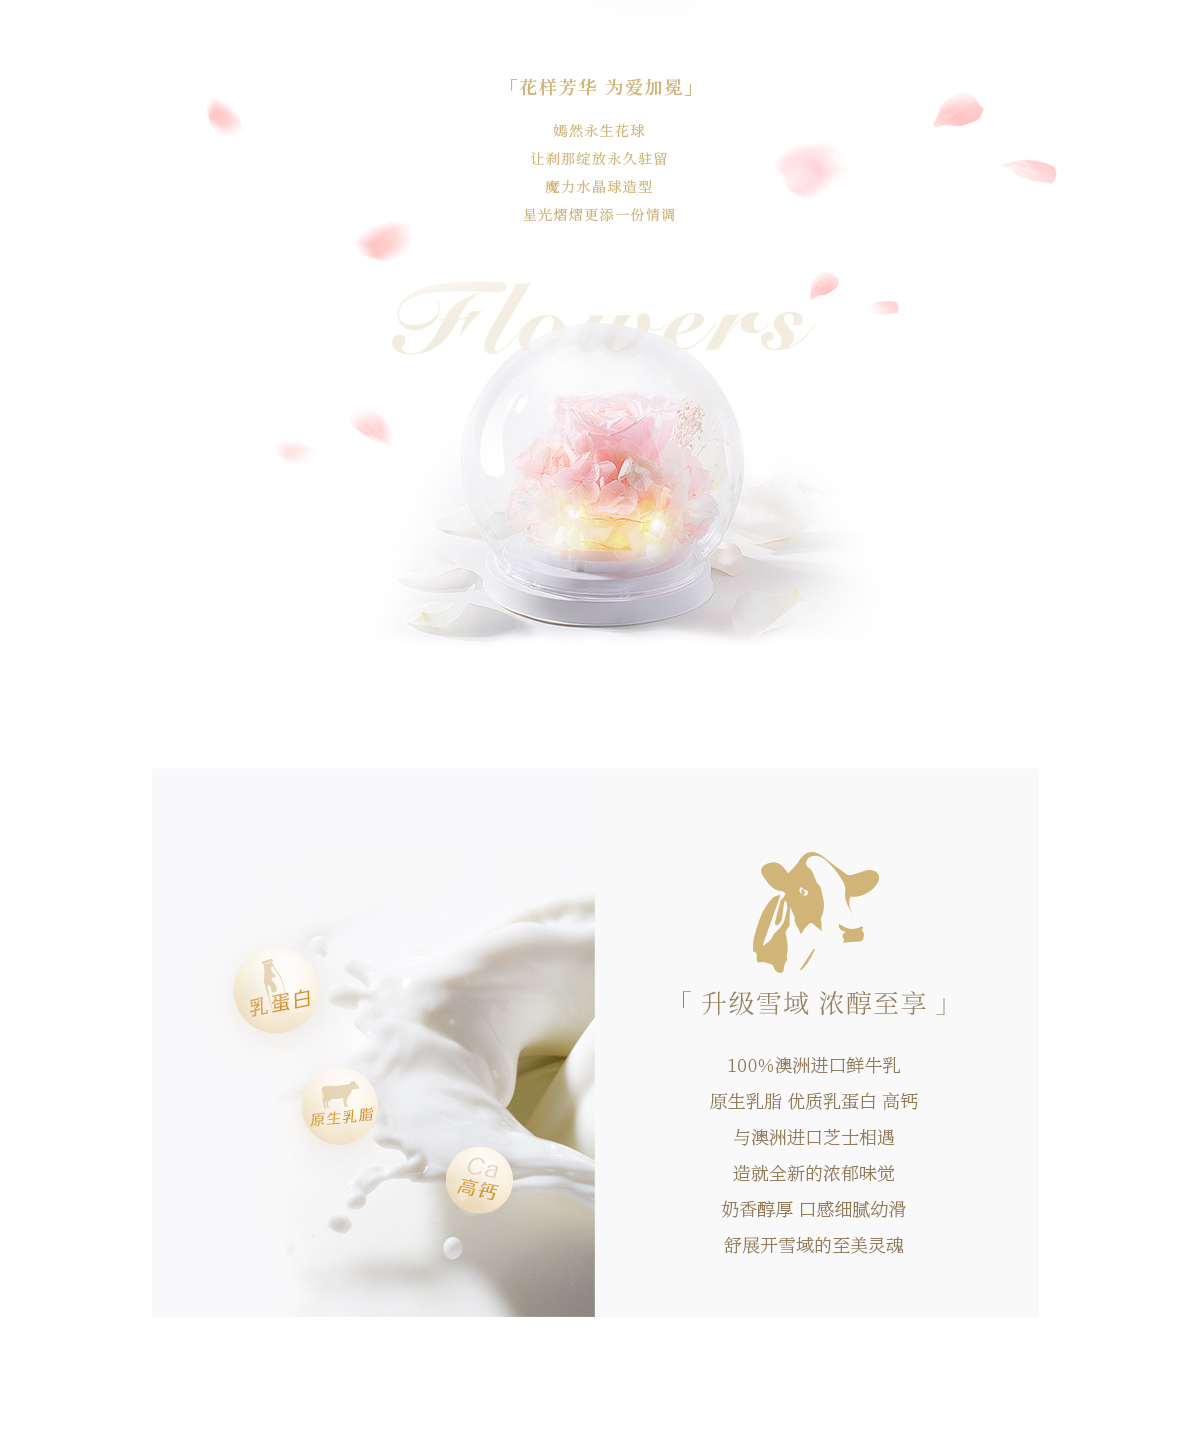 「花样芳华 为爱加冕」
嫣然永生花球
让刹那绽放永久驻留
魔力水晶球造型
星光熠熠更添一份情调
Flowers
乳蛋白
原生乳脂
Ca
高钙
「 升级雪域 浓醇至享 」
100%澳洲进口鲜牛乳
原生乳脂 优质乳蛋白 高钙
与澳洲进口芝士相遇
造就全新的浓郁味觉
奶香醇厚 口感细腻幼滑
舒展开雪域的至美灵魂